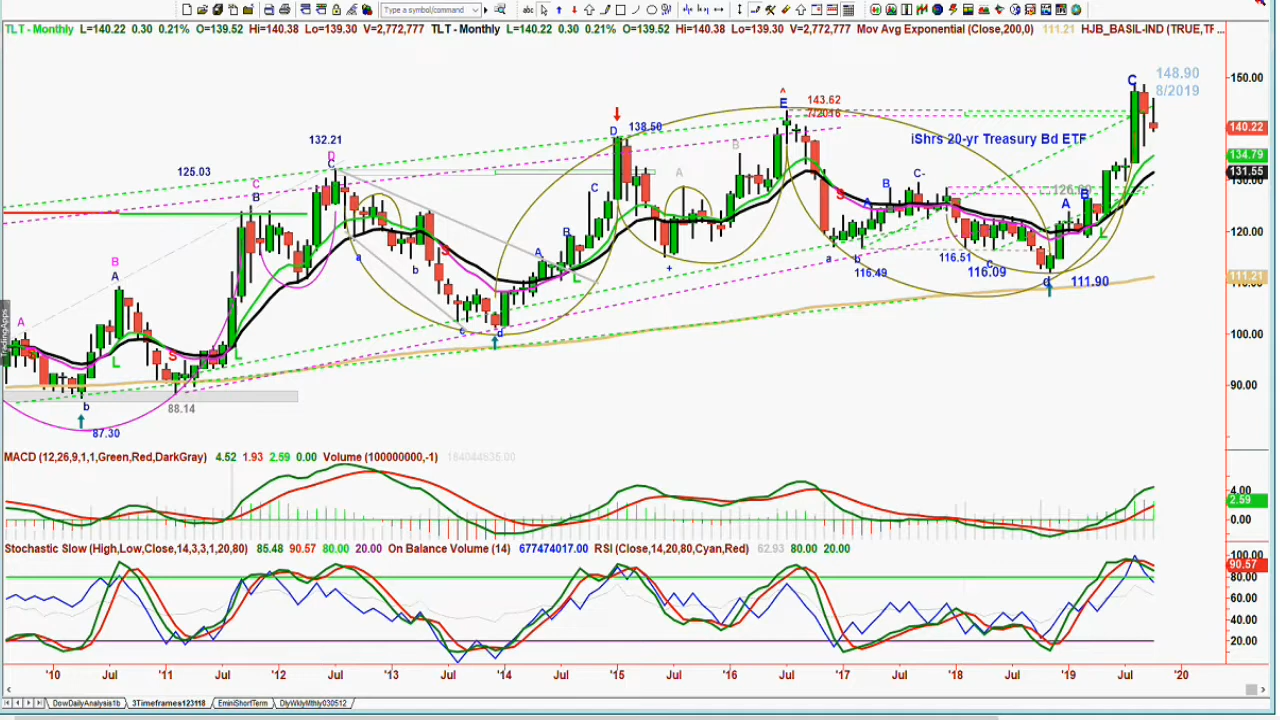 Type a symbol/command
abc
TLT - Monthly L=140.22 0.30 0.21% O=139.52 Hi=140.38 Lo=139.30 V=2,772,777 TLT - Monthly L=140.22 0.30 0.21% O=139.52 Hi=140.38 Lo=139.30 V=2,772,777 Mov Avg Exponential (Close,200,0) 111.21 HJB_BASIL-IND (TRUE,TF...
148.90
8/2019
C
150.00
^
E 143.62
7/2016
140.22
D 138.50
iShrs 20-yr Treasury Bd ETF
132.21
D
C
134.79
125.03
C
B
A
B
C-
131.55
130.00
C
S
A
B
A
B
120.00
B
A
S
L
a
b
c
+
a
b
116.49
116.51
c
116.09
d
111.90
L
111.21
A
B
A
S
L
S
L
c
d
100.00
90.00
b
88.14
87.30
TradingApps
MACD (12,26,9,1,1,Green,Red,DarkGray) 4.52 1.93 2.59 0.00 Volume (100000000,-1) 184044835.00
4.00
2.59
0.00
Stochastic Slow (High,Low,Close,14,3,3,1,20,80) 85.48 90.57 80.00 20.00 On Balance Volume (14) 677474017.00 RSI (Close,14,20,80,Cyan,Red) 62.93 80.00 20.00
100.00
90.57
80.00
60.00
40.00
20.00
'10 Jul '11 Jul '12 Jul '13 Jul '14 Jul '15 Jul '16 Jul '17 Jul '18 Jul '19 Jul '20
DowDailyAnalysis1b 3Timeframes123118 EminiShortTerm DlyWklyMthly030512